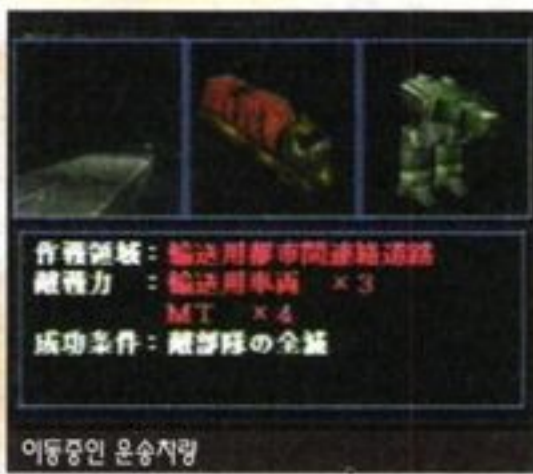 作戦領域：輸送用都市間連絡道路
敵戦力　：輸送用車両　×3
MT　×4
成功条件：敵部隊の全滅
이동중인 운송차량